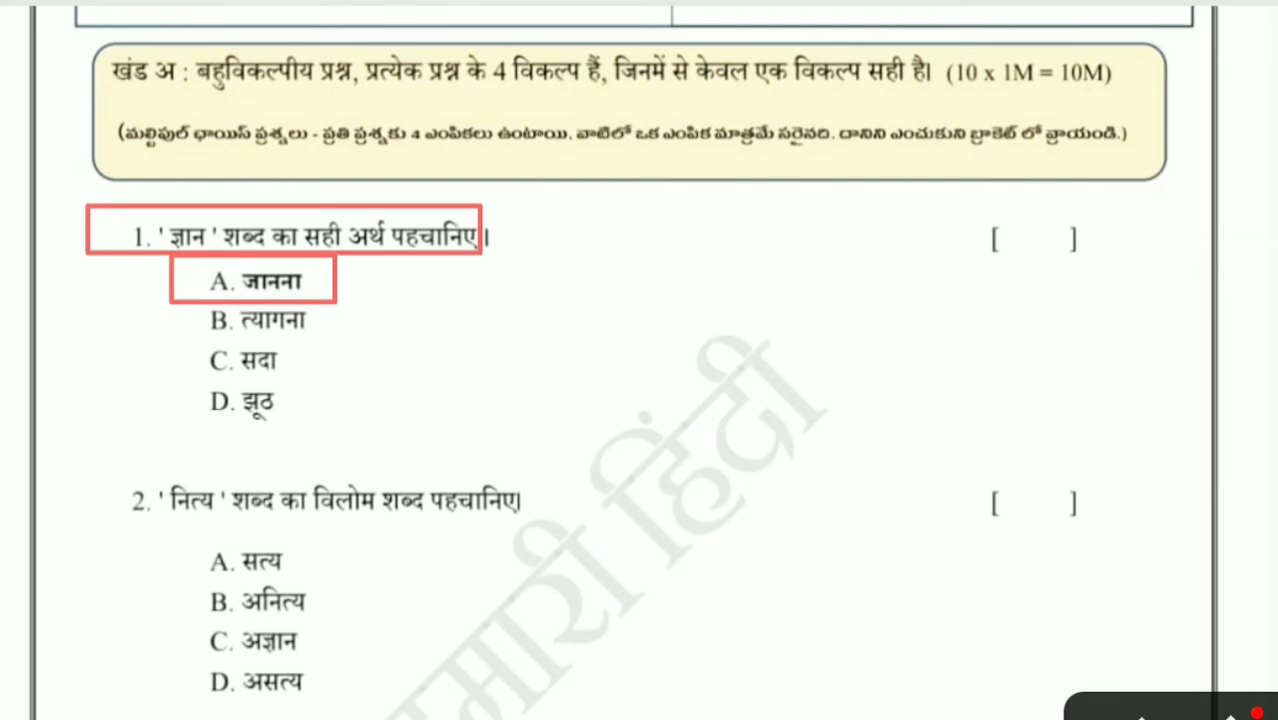 खंड अ : बहुविकल्पीय प्रश्न, प्रत्येक प्रश्न के 4 विकल्प हैं, जिनमें से केवल एक विकल्प सही है। (10 x 1M = 10M)
(మల్టిపుల్ ఛాయిస్ ప్రశ్నలు - ప్రతి ప్రశ్నకు 4 ఎంపికలు ఉంటాయి. వాటిలో ఒక ఎంపిక మాత్రమే సరైనది. దానిని ఎంచుకుని బ్రాకెట్ లో వ్రాయండి.)
1. ' ज्ञान ' शब्द का सही अर्थ पहचानिए । [ ]
A. जानना
B. त्यागना
C. सदा
D. झूठ
2. ' नित्य ' शब्द का विलोम शब्द पहचानिए। [ ]
A. सत्य
B. अनित्य
C. अज्ञान
D. असत्य
मारी हिंदी